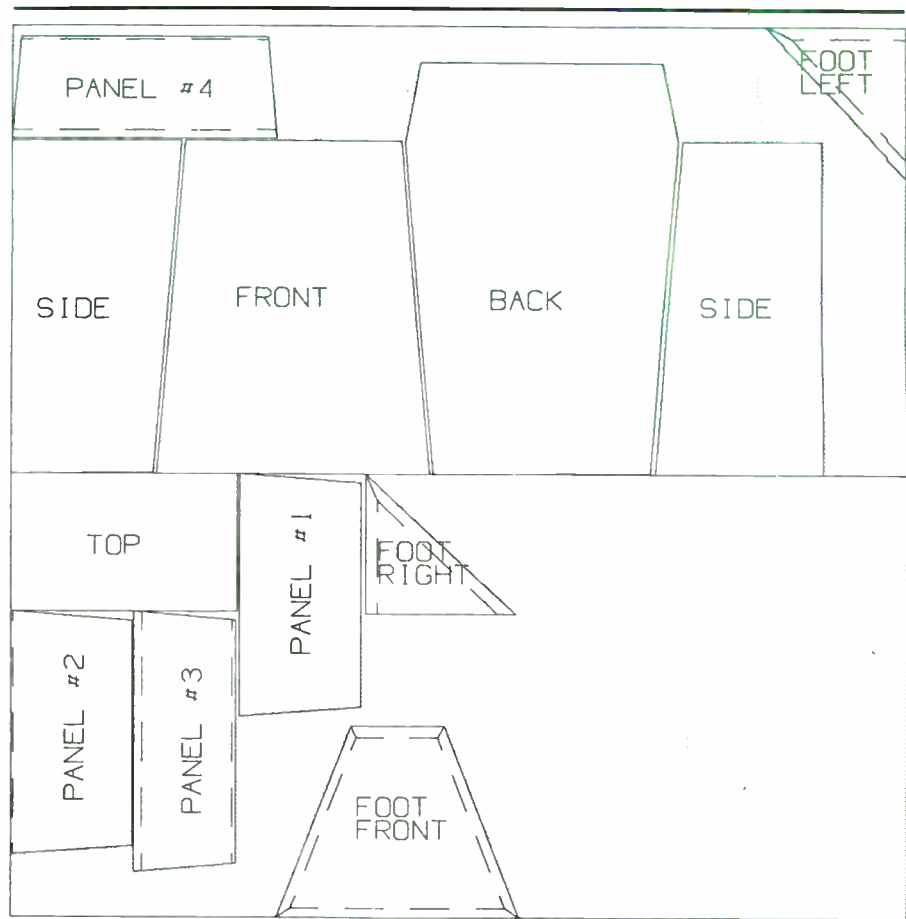 PANEL #4
FOOT
LEFT
SIDE
FRONT
BACK
SIDE
TOP
PANEL #1
FOOT
RIGHT
PANEL #2
PANEL #3
FOOT
FRONT